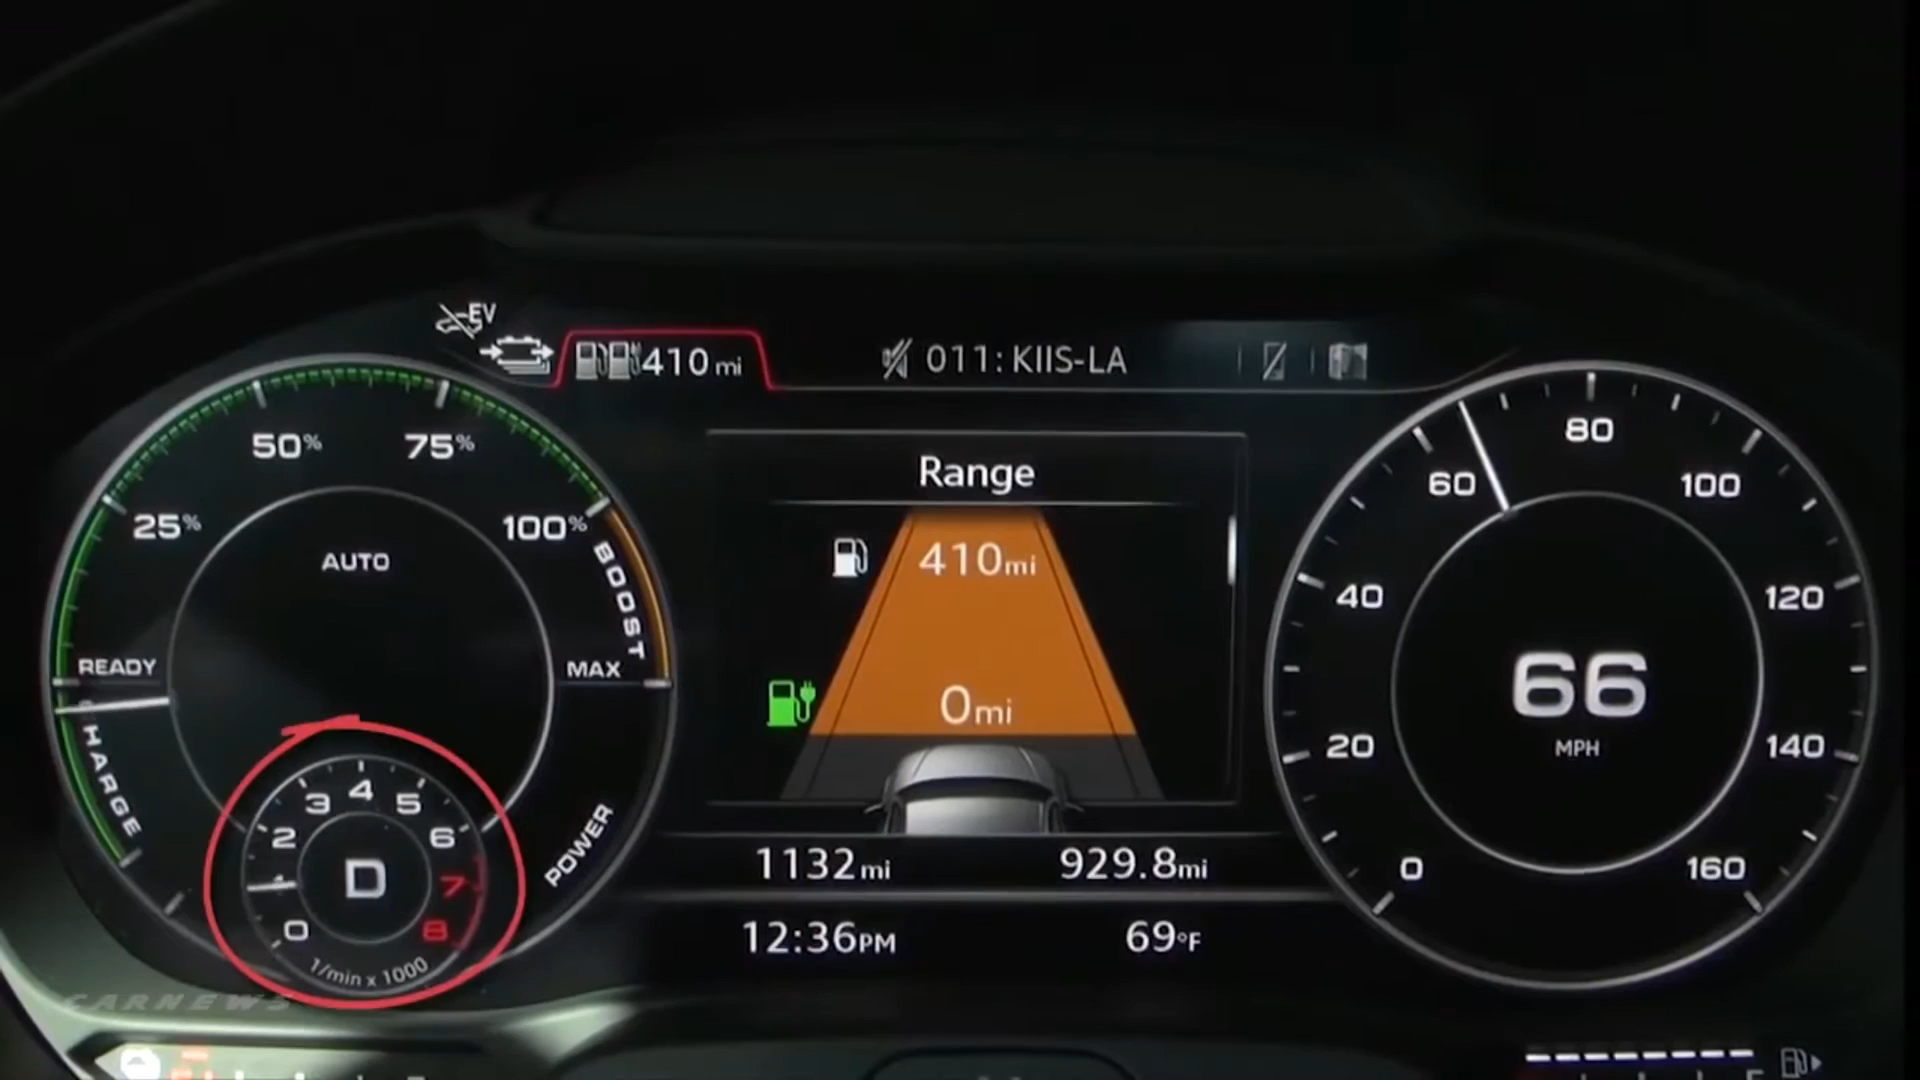 EV
410 mi
011: KIIS-LA
50%
75%
25%
100%
AUTO
BOOST
READY
MAX
CHARGE
POWER
3 4 5
2 6
D
1 7
0 8
1/min x 1000
Range
410mi
0mi
1132mi
929.8mi
12:36PM
69°F
80
60
100
40
120
66
MPH
20
140
0
160
CARNEWS